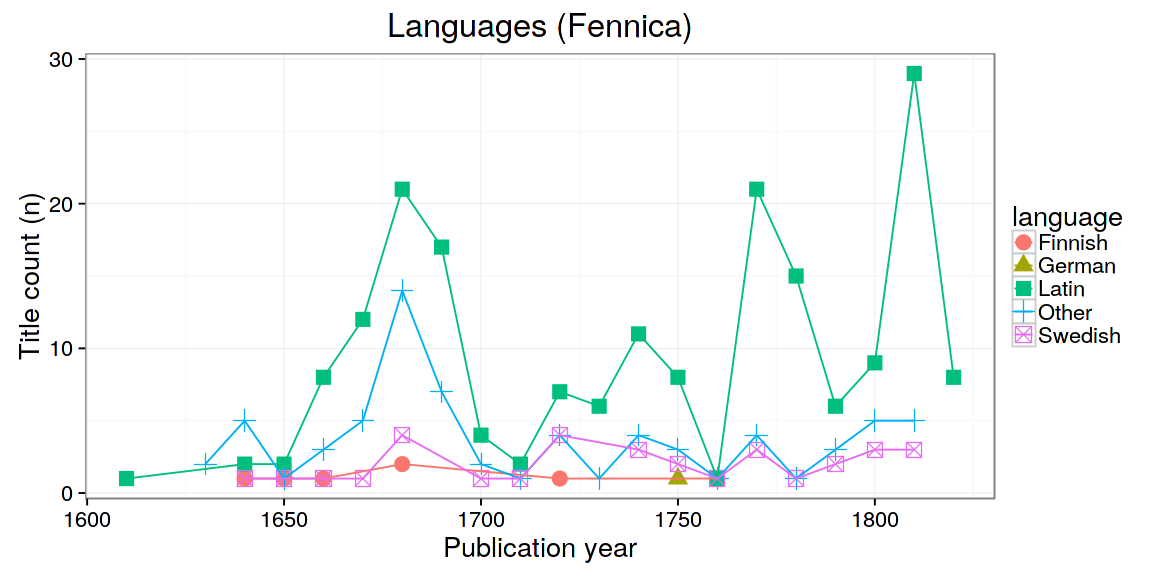 Languages (Fennica)
30
20
10
0
Title count (n)
1600 1650 1700 1750 1800
Publication year
language
Finnish
German
Latin
Other
Swedish